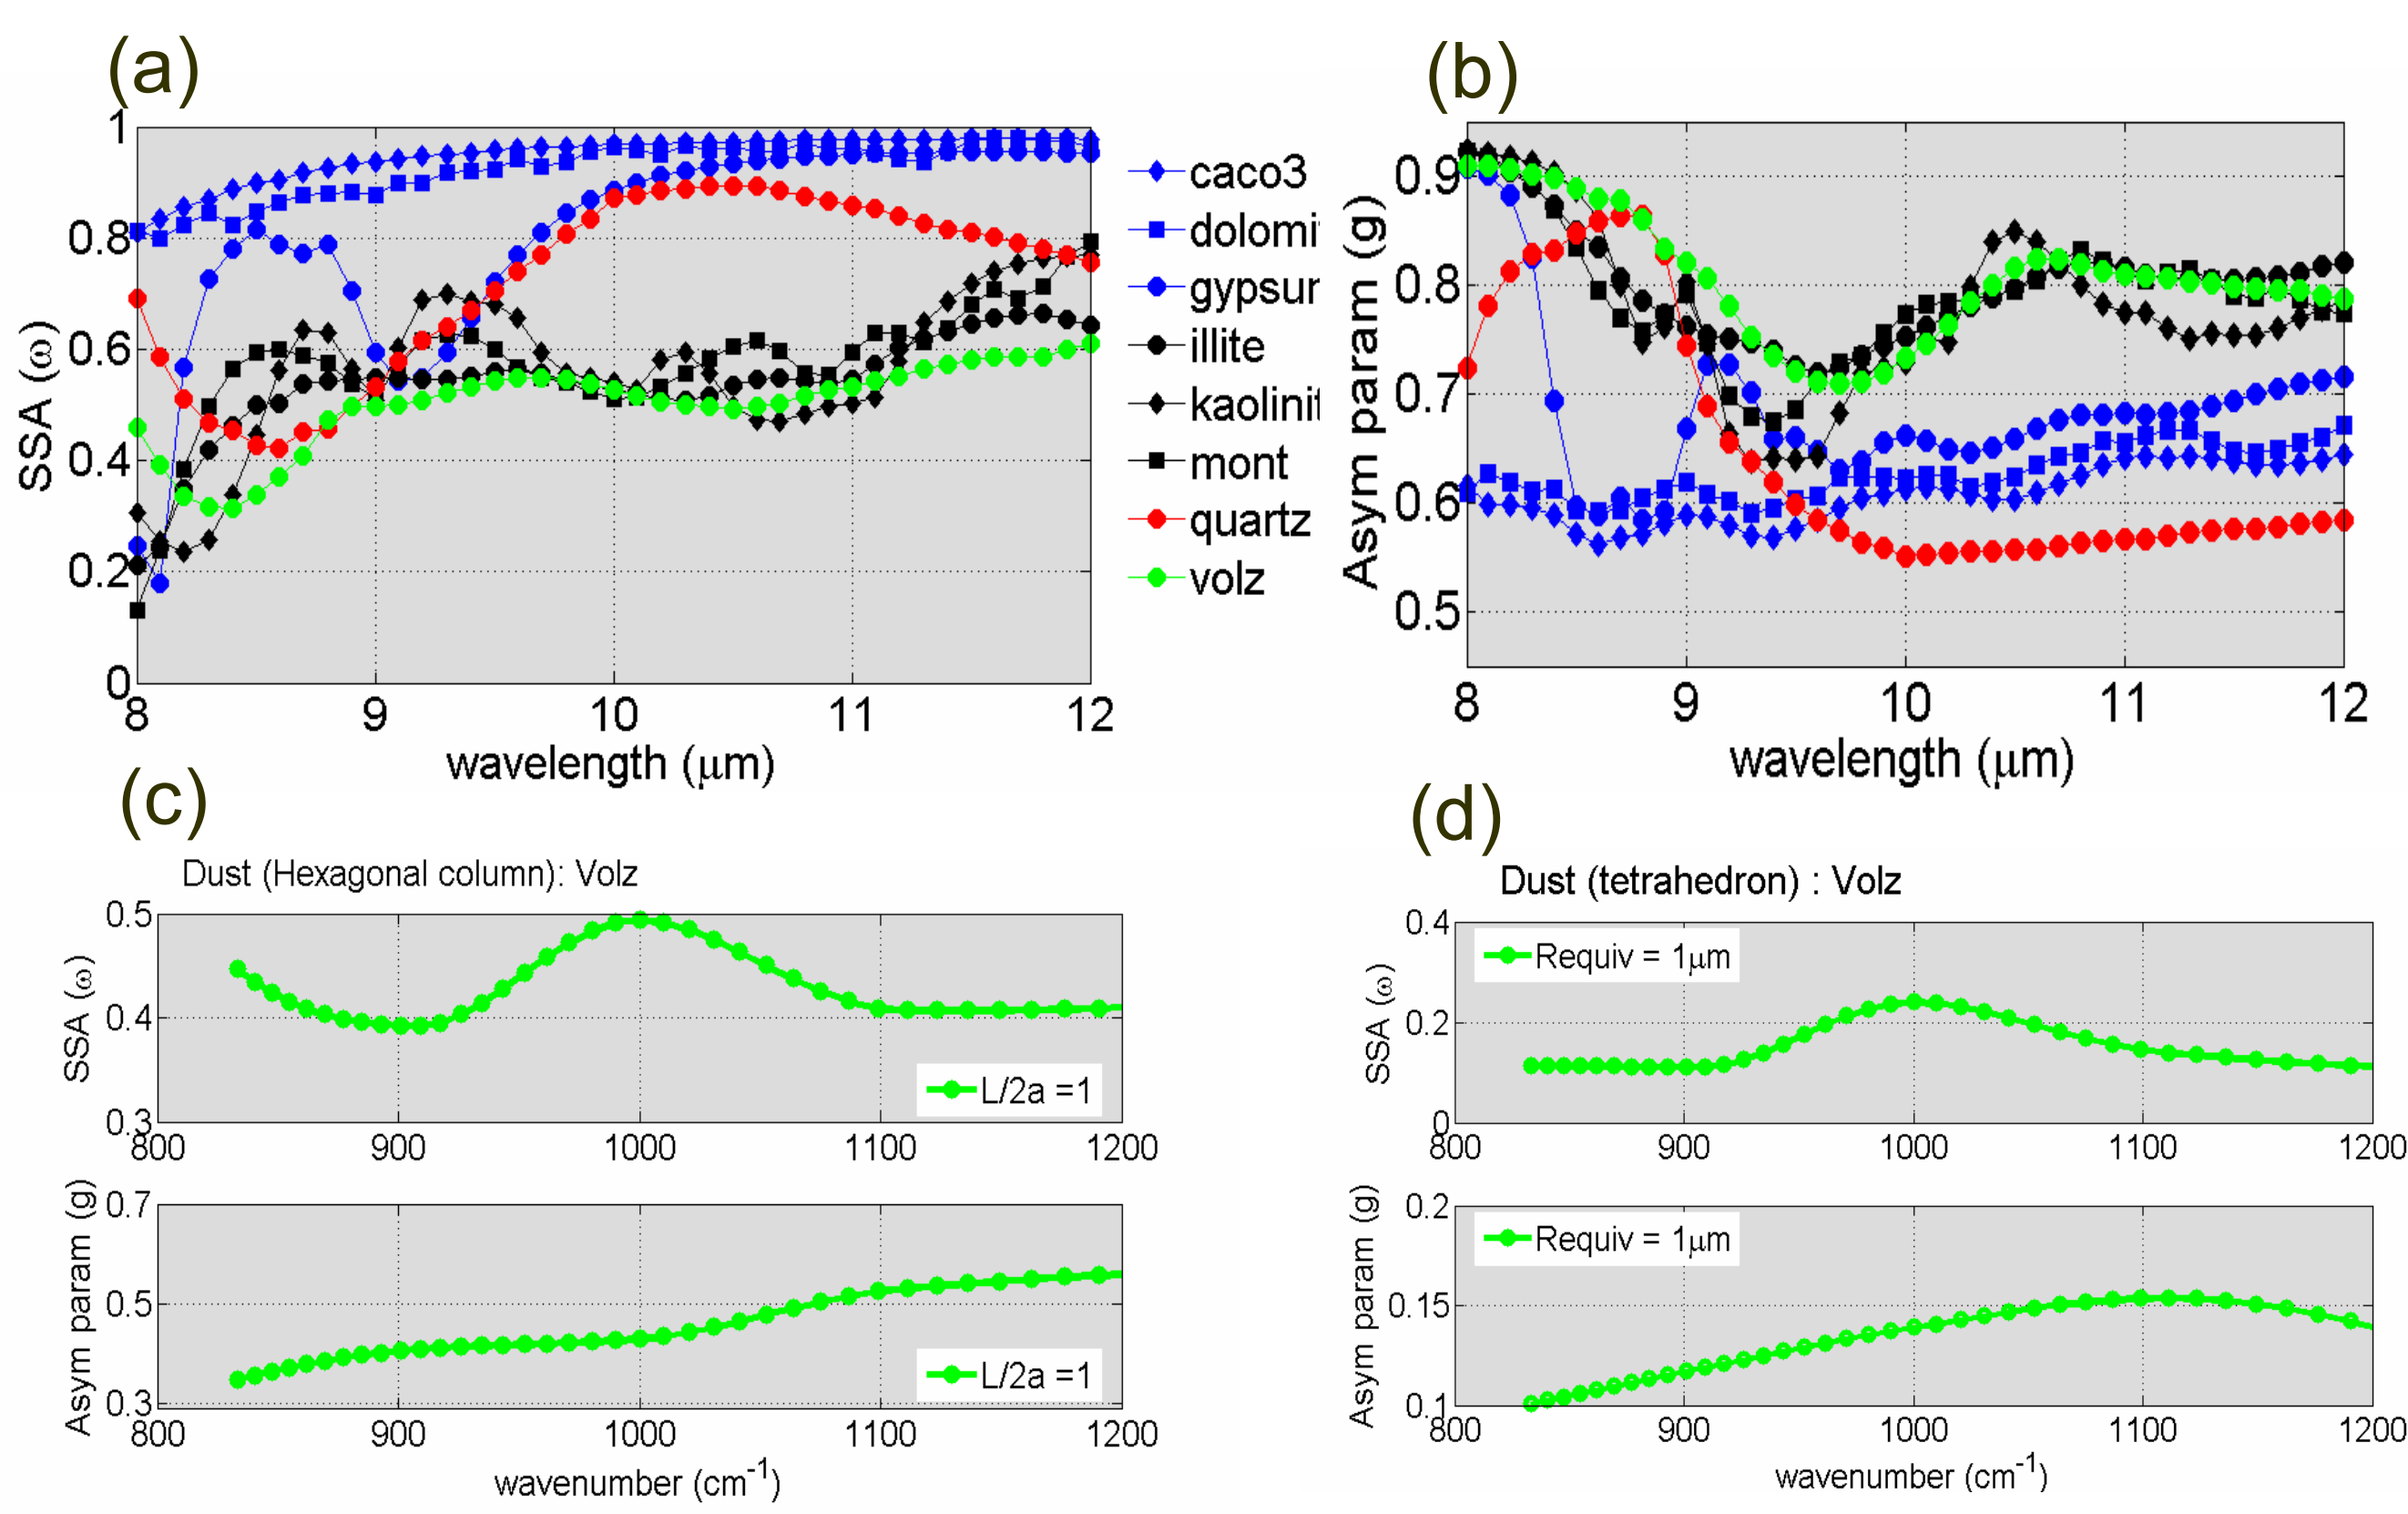 (a)
(b)
1
0.8
0.6
0.4
0.2
0
8
9
10
11
12
SSA (ω)
wavelength (μm)
caco3
dolomi
gypsur
illite
kaolinit
mont
quartz
volz
0.9
0.8
0.7
0.6
0.5
8
9
10
11
12
Asym param (g)
wavelength (μm)
(c)
(d)
Dust (Hexagonal column): Volz
0.5
0.4
0.3
800
900
1000
1100
1200
SSA (ω)
L/2a =1
0.7
0.5
0.3
800
900
1000
1100
1200
Asym param (g)
L/2a =1
wavenumber (cm⁻¹)
Dust (tetrahedron) : Volz
0.4
0.2
0
800
900
1000
1100
1200
SSA (ω)
Requiv = 1μm
0.2
0.15
0.1
800
900
1000
1100
1200
Asym param (g)
Requiv = 1μm
wavenumber (cm⁻¹)